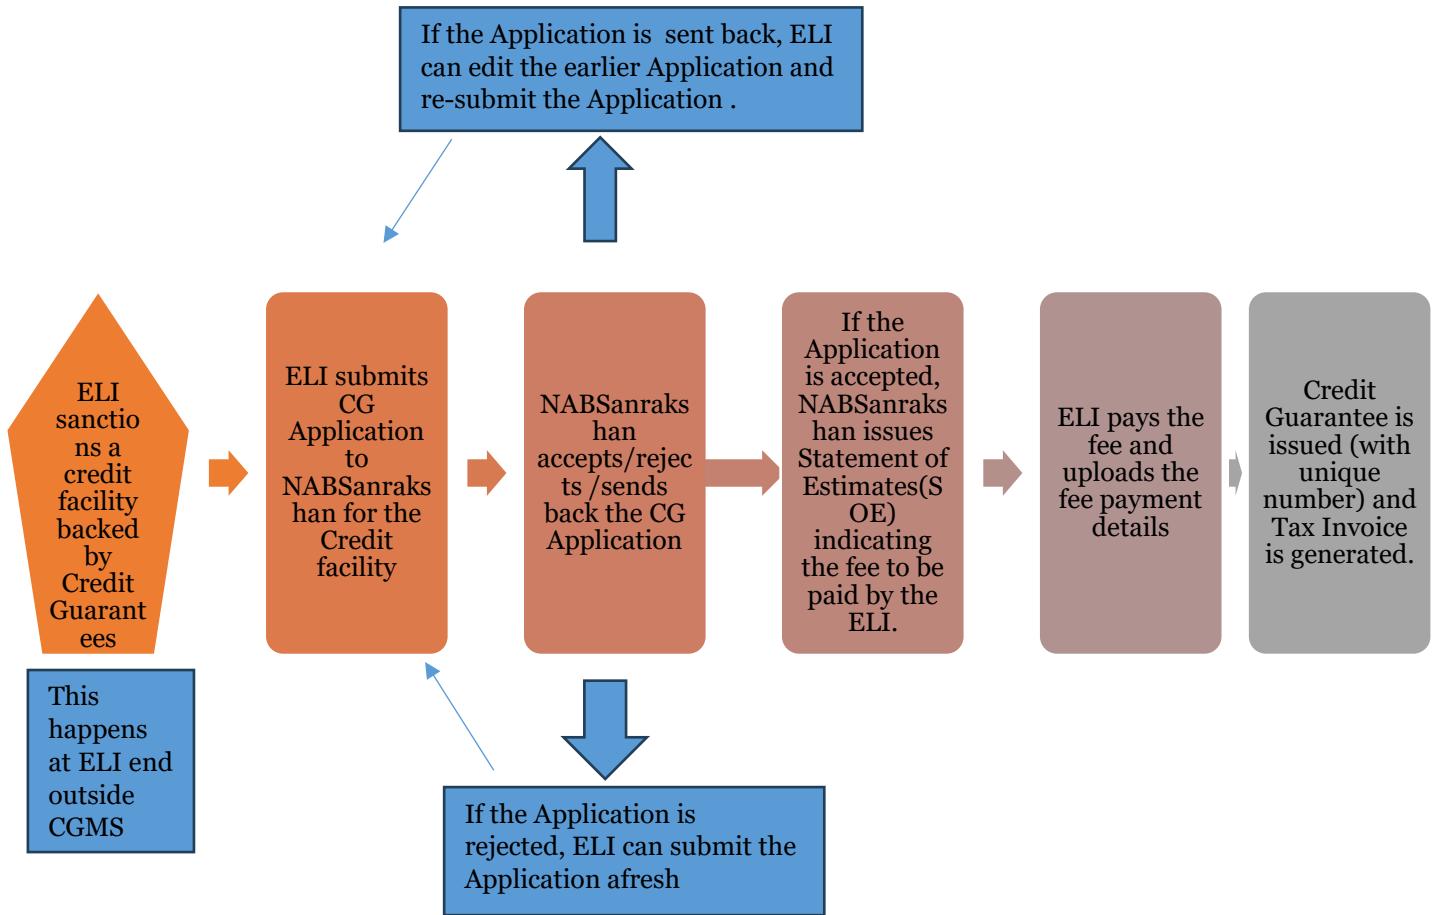 If the Application is  sent back, ELI
can edit the earlier Application and
re-submit the Application .
ELI
sanctio
ns a
credit
facility
backed
by
Credit
Guarant
ees
This
happens
at ELI end
outside
CGMS
ELI submits
CG
Application
to
NABSanraks
han for the
Credit
facility
NABSanraks
han
accepts/rejec
ts /sends
back the CG
Application
If the
Application
is accepted,
NABSanraks
han issues
Statement of
Estimates(S
OE)
indicating
the fee to be
paid by the
ELI.
ELI pays the
fee and
uploads the
fee payment
details
Credit
Guarantee is
issued (with
unique
number) and
Tax Invoice
is generated.
If the Application is
rejected, ELI can submit the
Application afresh